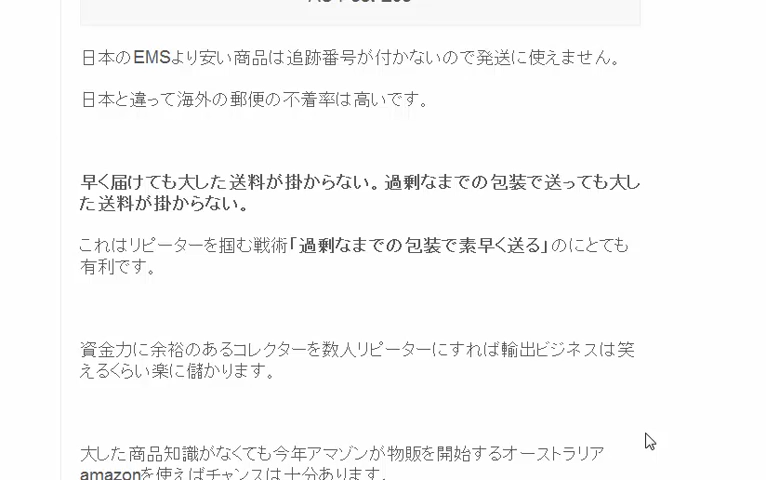 日本のEMSより安い商品は追跡番号が付かないので発送に使えません。
日本と違って海外の郵便の不着率は高いです。
早く届けても大した送料が掛からない。過剰なまでの包装で送っても大し
た送料が掛からない。
これはリピーターを掴む戦術「過剰なまでの包装で素早く送る」のにとても
有利です。
資金力に余裕のあるコレクターを数人リピーターにすれば輸出ビジネスは笑
えるくらい楽に儲かります。
大した商品知識がなくても今年アマゾンが物販を開始するオーストラリア
amazonを使えばチャンスは十分あります。